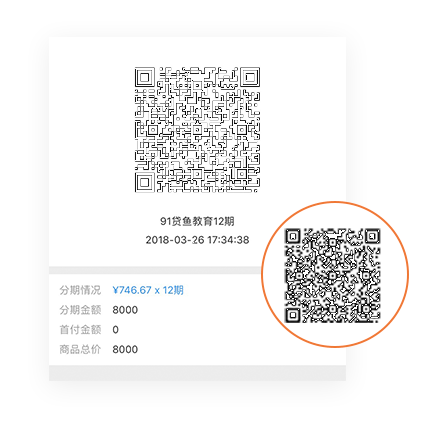 91贷鱼教育12期
2018-03-26 17:34:38
分期情况 ¥746.67 x 12期
分期金额 8000
首付金额 0
商品总价 8000